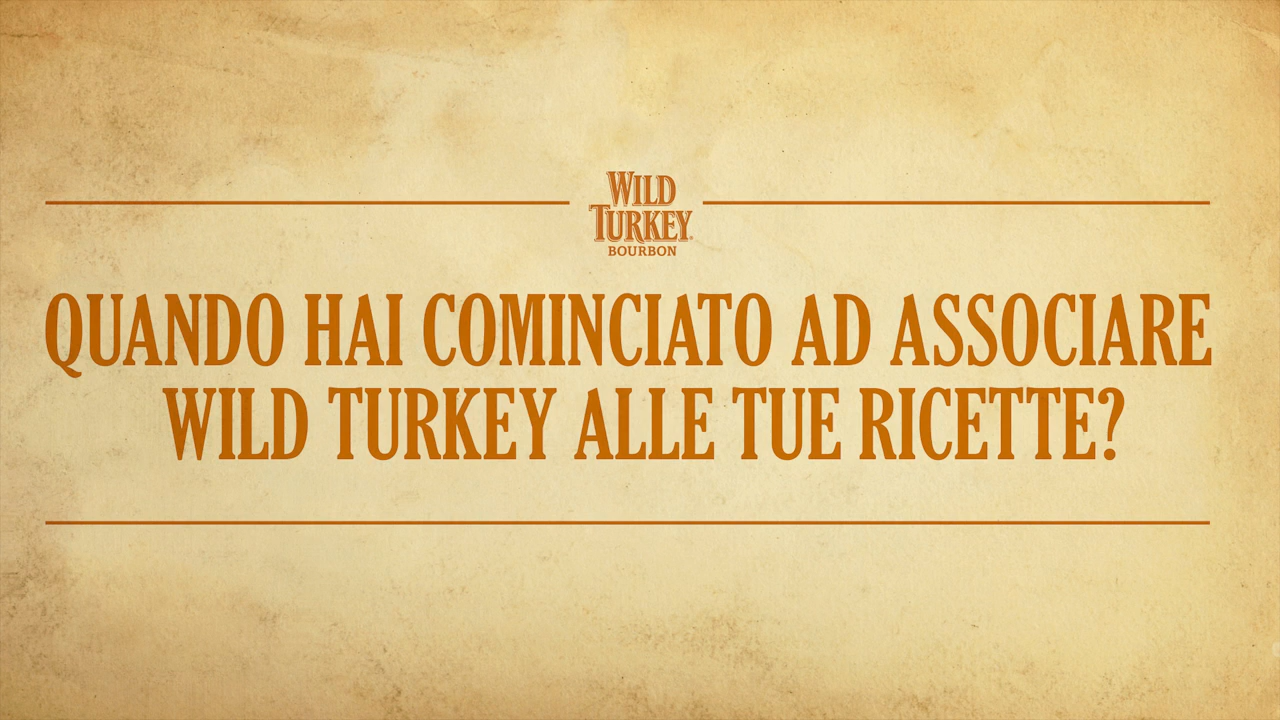 WILD
TURKEY
BOURBON
QUANDO HAI COMINCIATO AD ASSOCIARE
WILD TURKEY ALLE TUE RICETTE?